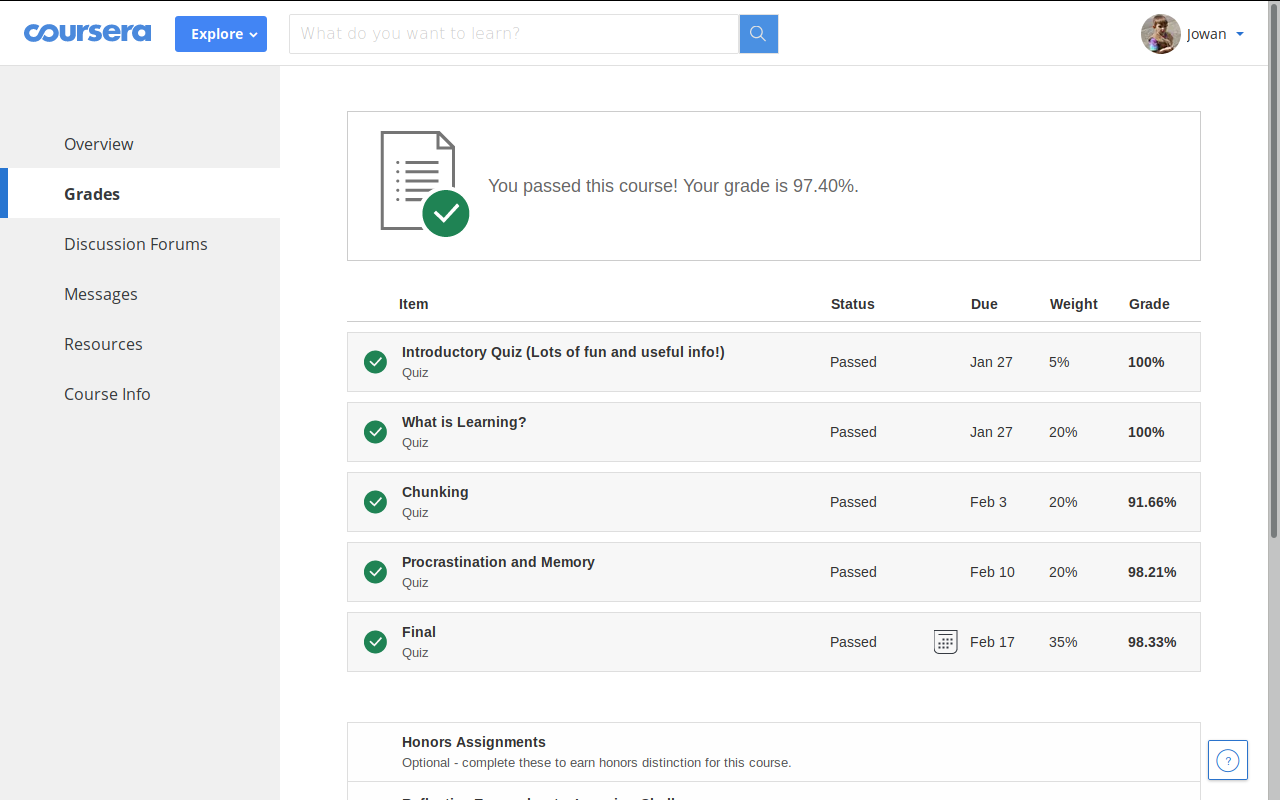 coursera Explore What do you want to learn? Jowan
Overview
Grades
Discussion Forums
Messages
Resources
Course Info
You passed this course! Your grade is 97.40%.
Item Status Due Weight Grade
Introductory Quiz (Lots of fun and useful info!)
Quiz
Passed Jan 27 5% 100%
What is Learning?
Quiz
Passed Jan 27 20% 100%
Chunking
Quiz
Passed Feb 3 20% 91.66%
Procrastination and Memory
Quiz
Passed Feb 10 20% 98.21%
Final
Quiz
Passed Feb 17 35% 98.33%
Honors Assignments
Optional - complete these to earn honors distinction for this course.
?